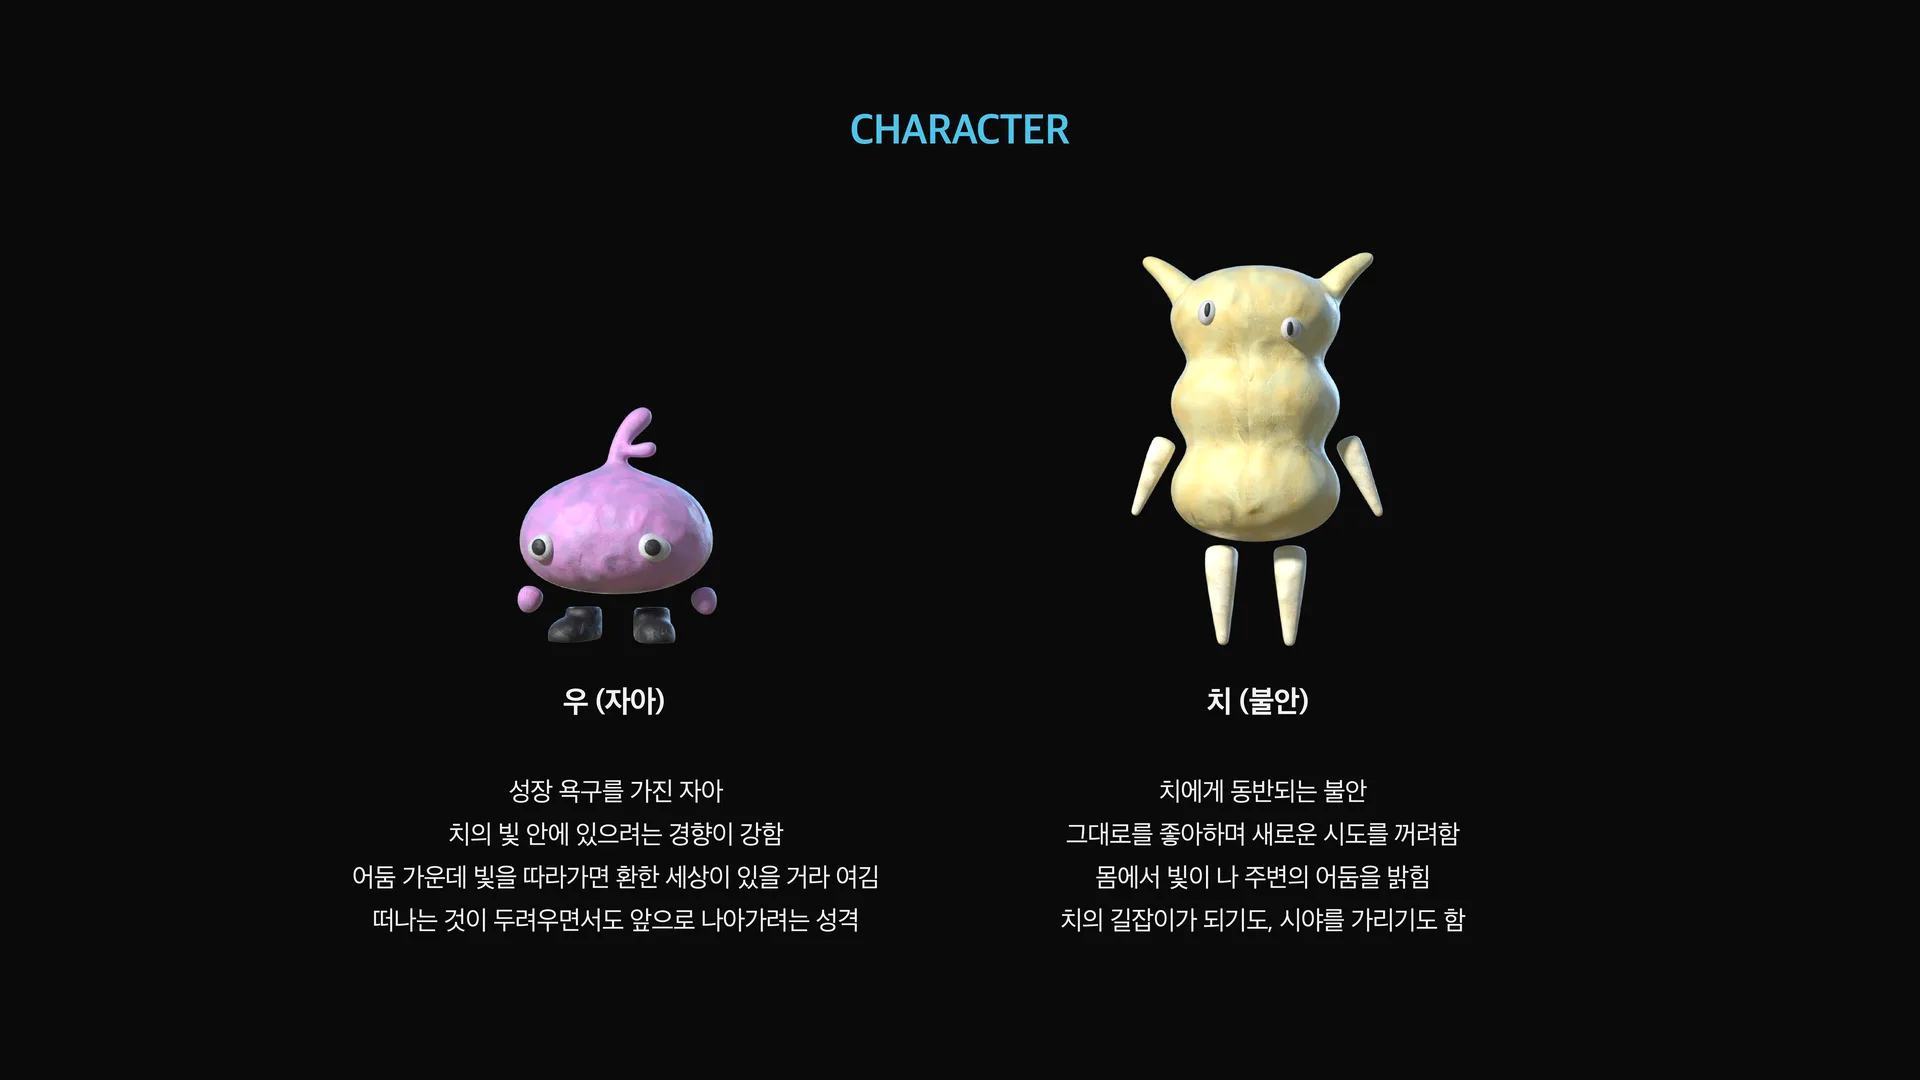 CHARACTER
우 (자아)
성장 욕구를 가진 자아
치의 빛 안에 있으려는 경향이 강함
어둠 가운데 빛을 따라가면 환한 세상이 있을 거라 여김
떠나는 것이 두려우면서도 앞으로 나아가려는 성격
치 (불안)
치에게 동반되는 불안
그대로를 좋아하며 새로운 시도를 꺼려함
몸에서 빛이 나 주변의 어둠을 밝힘
치의 길잡이가 되기도, 시야를 가리기도 함